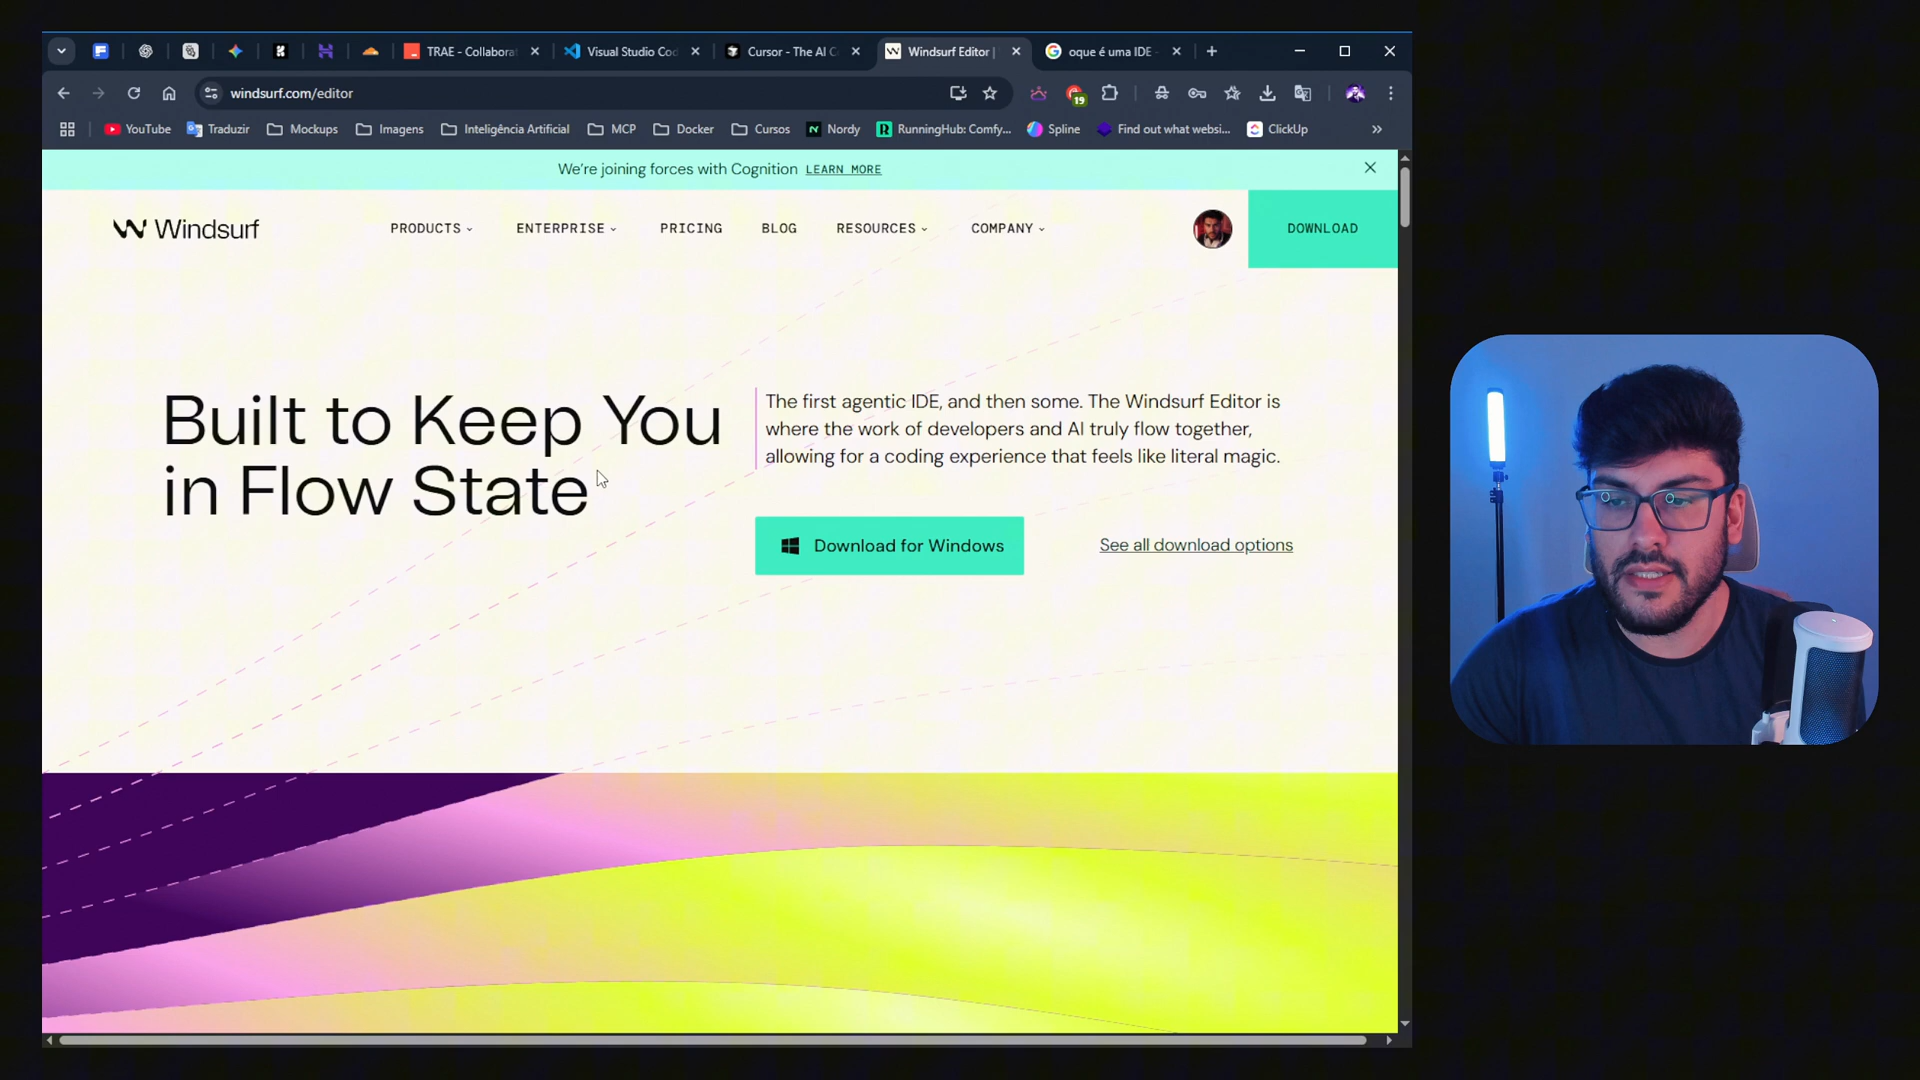 TRAE - Collabora
Visual Studio Cod
Cursor - The AI C
Windsurf Editor |
oque é uma IDE -
windsurf.com/editor
19
YouTube
Traduzir
Mockups
Imagens
Inteligência Artificial
MCP
Docker
Cursos
Nordy
RunningHub: Comfy...
Spline
Find out what websi...
ClickUp
We're joining forces with Cognition LEARN MORE
Windsurf
PRODUCTS
ENTERPRISE
PRICING
BLOG
RESOURCES
COMPANY
DOWNLOAD
Built to Keep You
in Flow State
The first agentic IDE, and then some. The Windsurf Editor is
where the work of developers and AI truly flow together,
allowing for a coding experience that feels like literal magic.
Download for Windows
See all download options